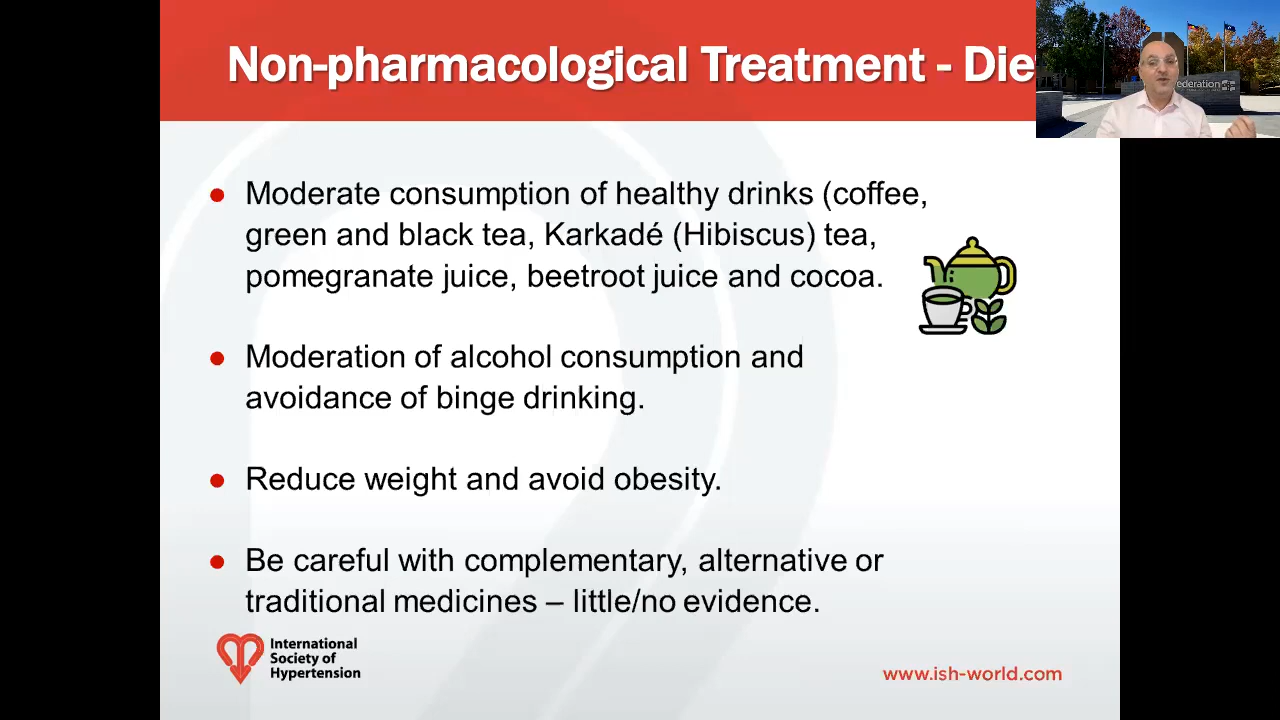 Non-pharmacological Treatment - Die
ederation
● Moderate consumption of healthy drinks (coffee,
green and black tea, Karkadé (Hibiscus) tea,
pomegranate juice, beetroot juice and cocoa.
● Moderation of alcohol consumption and
avoidance of binge drinking.
● Reduce weight and avoid obesity.
● Be careful with complementary, alternative or
traditional medicines – little/no evidence.
International
Society of
Hypertension
www.ish-world.com